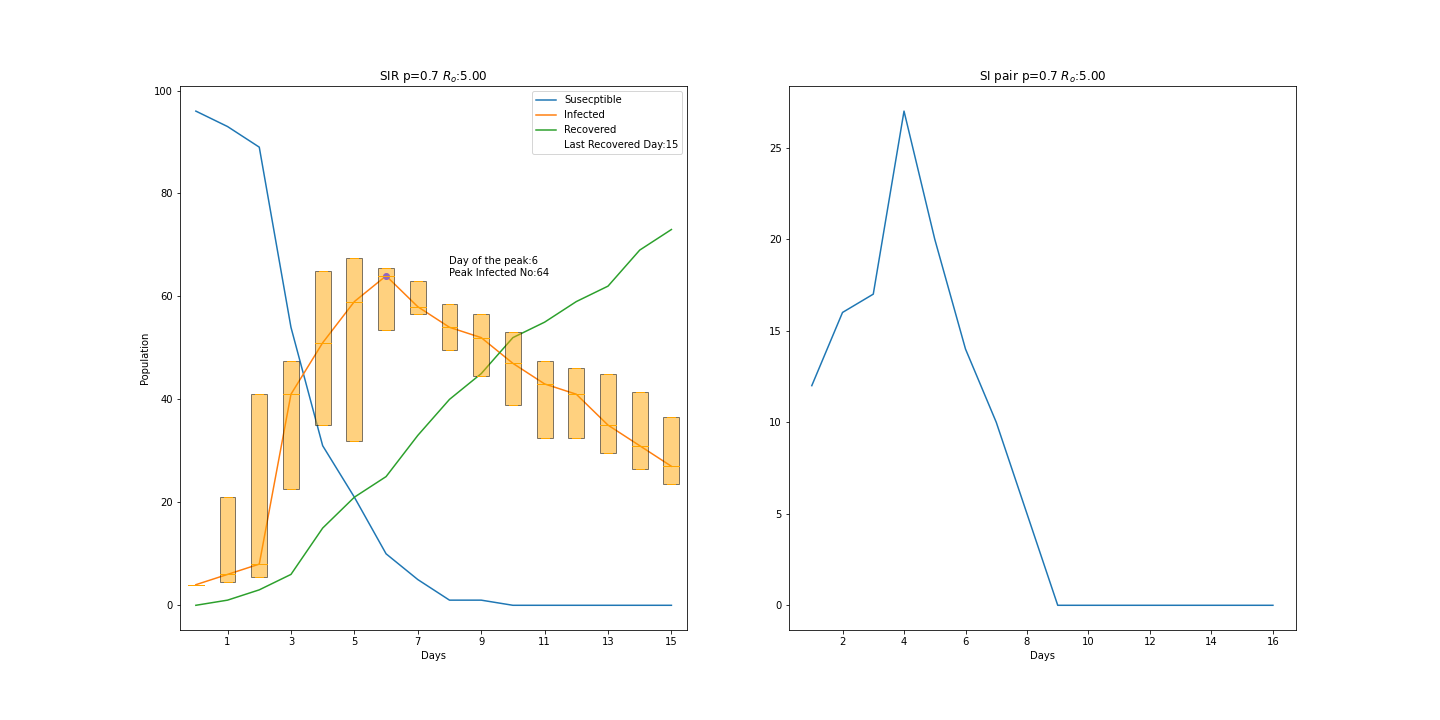 SIR p=0.7 Rₒ:5.00
100
80
60
40
20
0
Population
Susecptible
Infected
Recovered
Last Recovered Day:15
Day of the peak:6
Peak Infected No:64
1 3 5 7 9 11 13 15
Days
SI pair p=0.7 Rₒ:5.00
25
20
15
10
5
0
2 4 6 8 10 12 14 16
Days